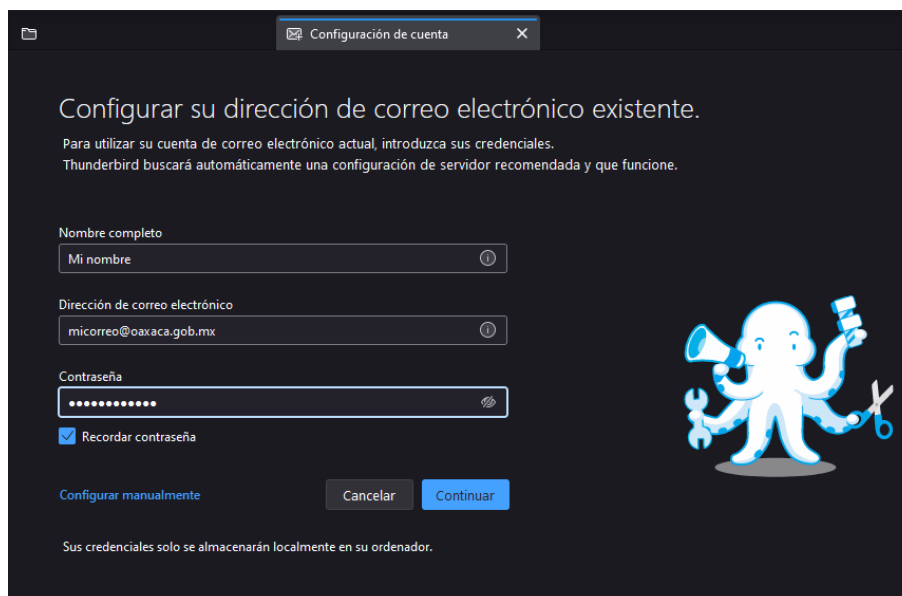 Configuración de cuenta
Configurar su dirección de correo electrónico existente.
Para utilizar su cuenta de correo electrónico actual, introduzca sus credenciales.
Thunderbird buscará automáticamente una configuración de servidor recomendada y que funcione.
Nombre completo
Mi nombre
Dirección de correo electrónico
micorreo@oaxaca.gob.mx
Contraseña
••••••••••••
Recordar contraseña
Configurar manualmente
Cancelar
Continuar
Sus credenciales solo se almacenarán localmente en su ordenador.